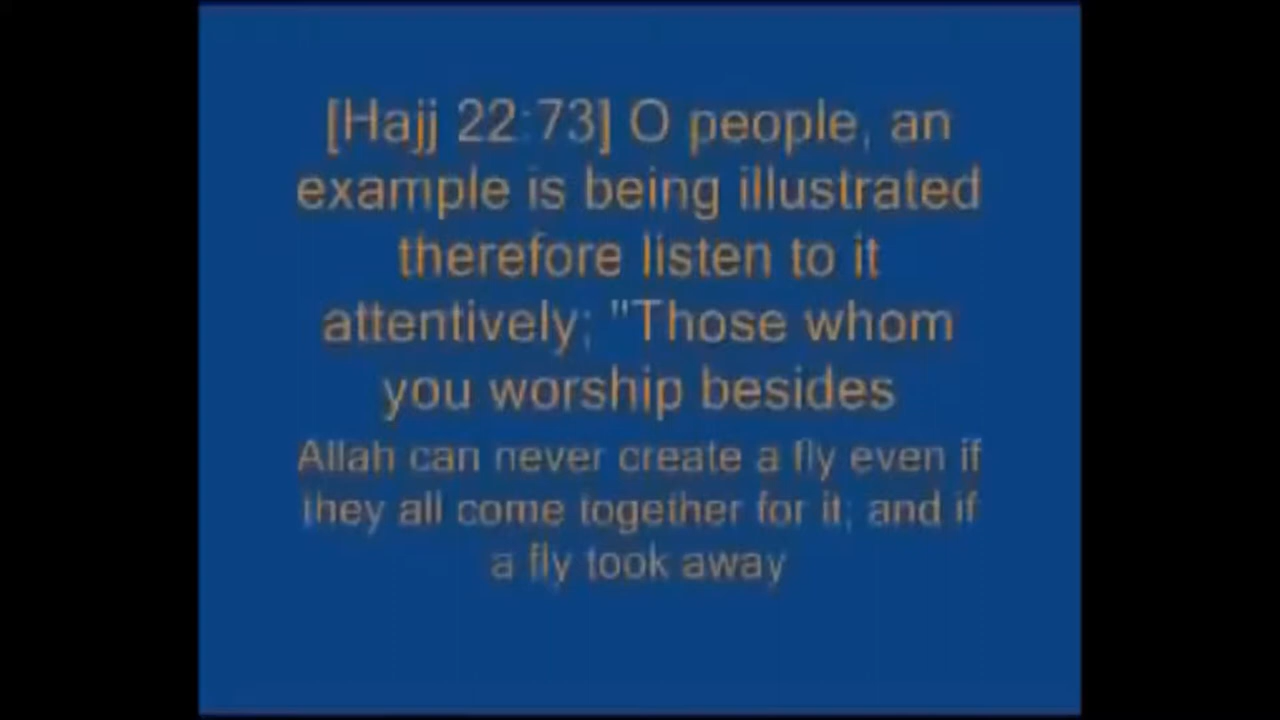 [Hajj 22:73] O people, an
example is being illustrated
therefore listen to it
attentively; "Those whom
you worship besides
Allah can never create a fly even if
they all come together for it; and if
a fly took away